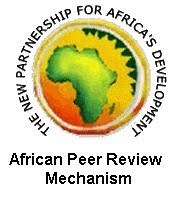 THE NEW PARTNERSHIP FOR AFRICA'S DEVELOPMENT
African Peer Review
Mechanism